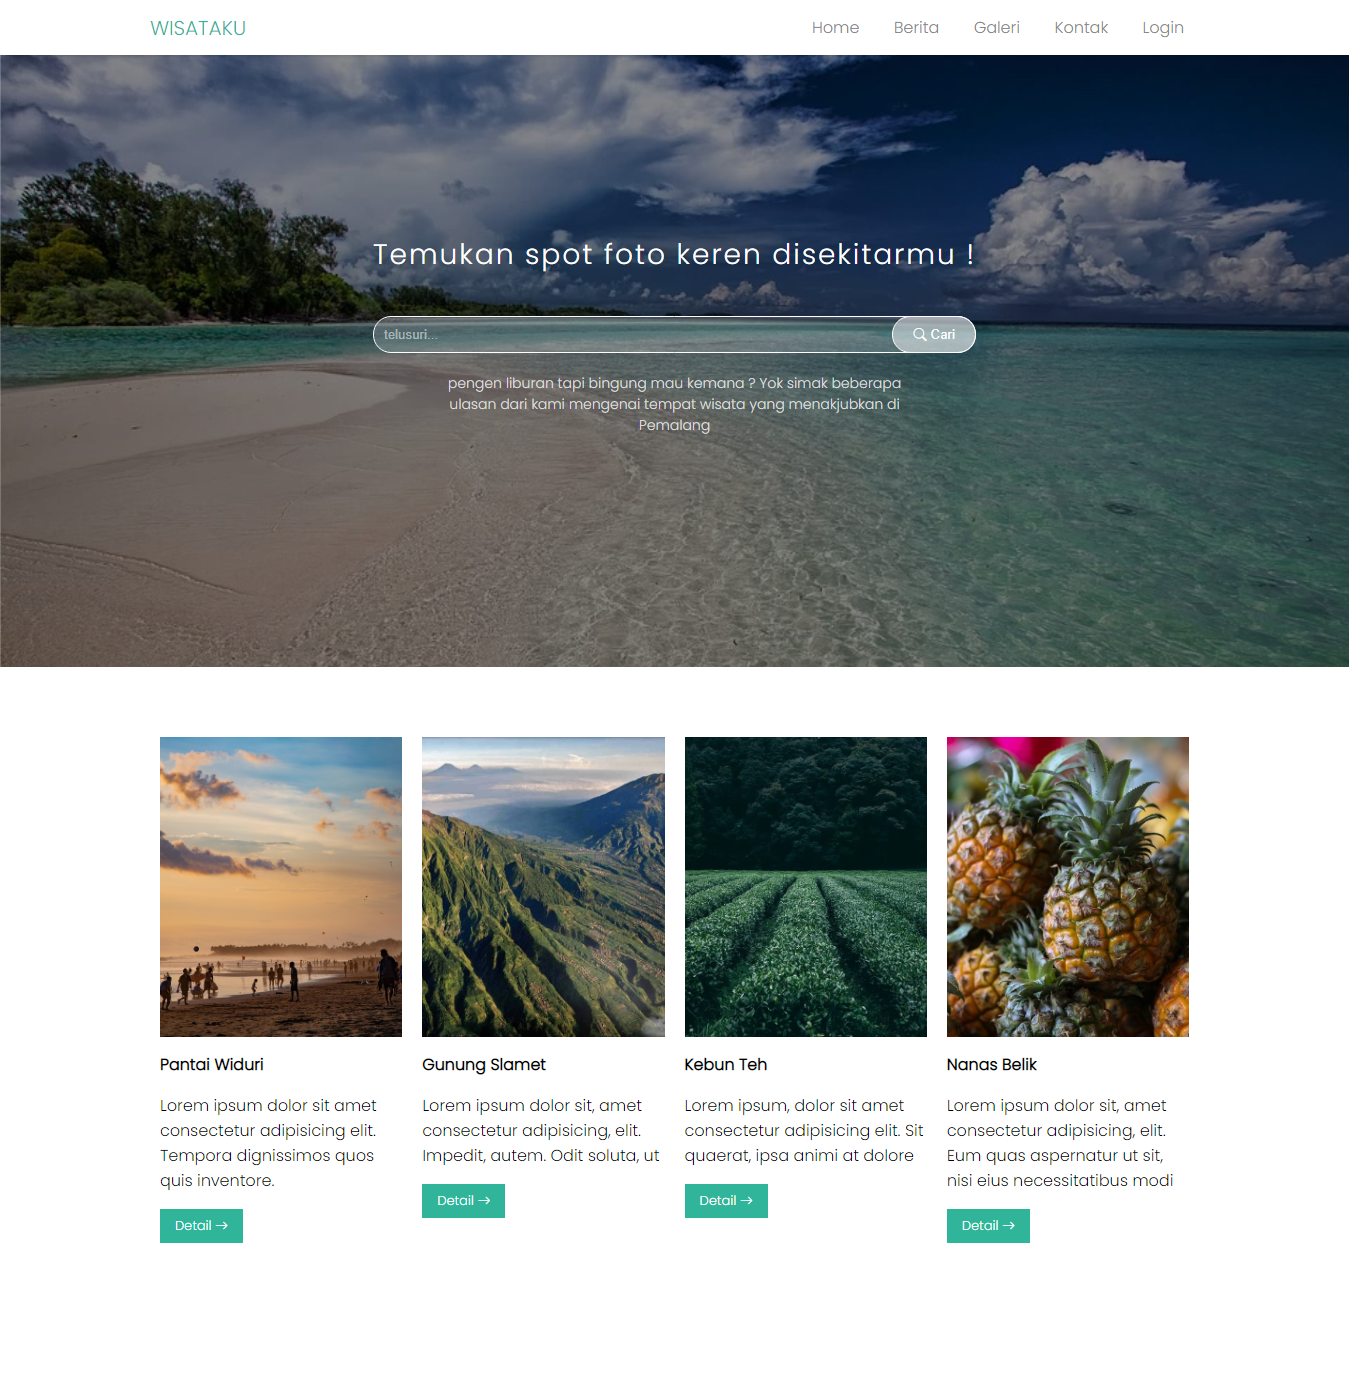 WISATAKU
Home Berita Galeri Kontak Login
Temukan spot foto keren disekitarmu !
telusuri... Cari
pengen liburan tapi bingung mau kemana ? Yok simak beberapa
ulasan dari kami mengenai tempat wisata yang menakjubkan di
Pemalang
Pantai Widuri
Lorem ipsum dolor sit amet
consectetur adipisicing elit.
Tempora dignissimos quos
quis inventore.
Detail →
Gunung Slamet
Lorem ipsum dolor sit, amet
consectetur adipisicing, elit.
Impedit, autem. Odit soluta, ut
Detail →
Kebun Teh
Lorem ipsum, dolor sit amet
consectetur adipisicing elit. Sit
quaerat, ipsa animi at dolore
Detail →
Nanas Belik
Lorem ipsum dolor sit, amet
consectetur adipisicing, elit.
Eum quas aspernatur ut sit,
nisi eius necessitatibus modi
Detail →